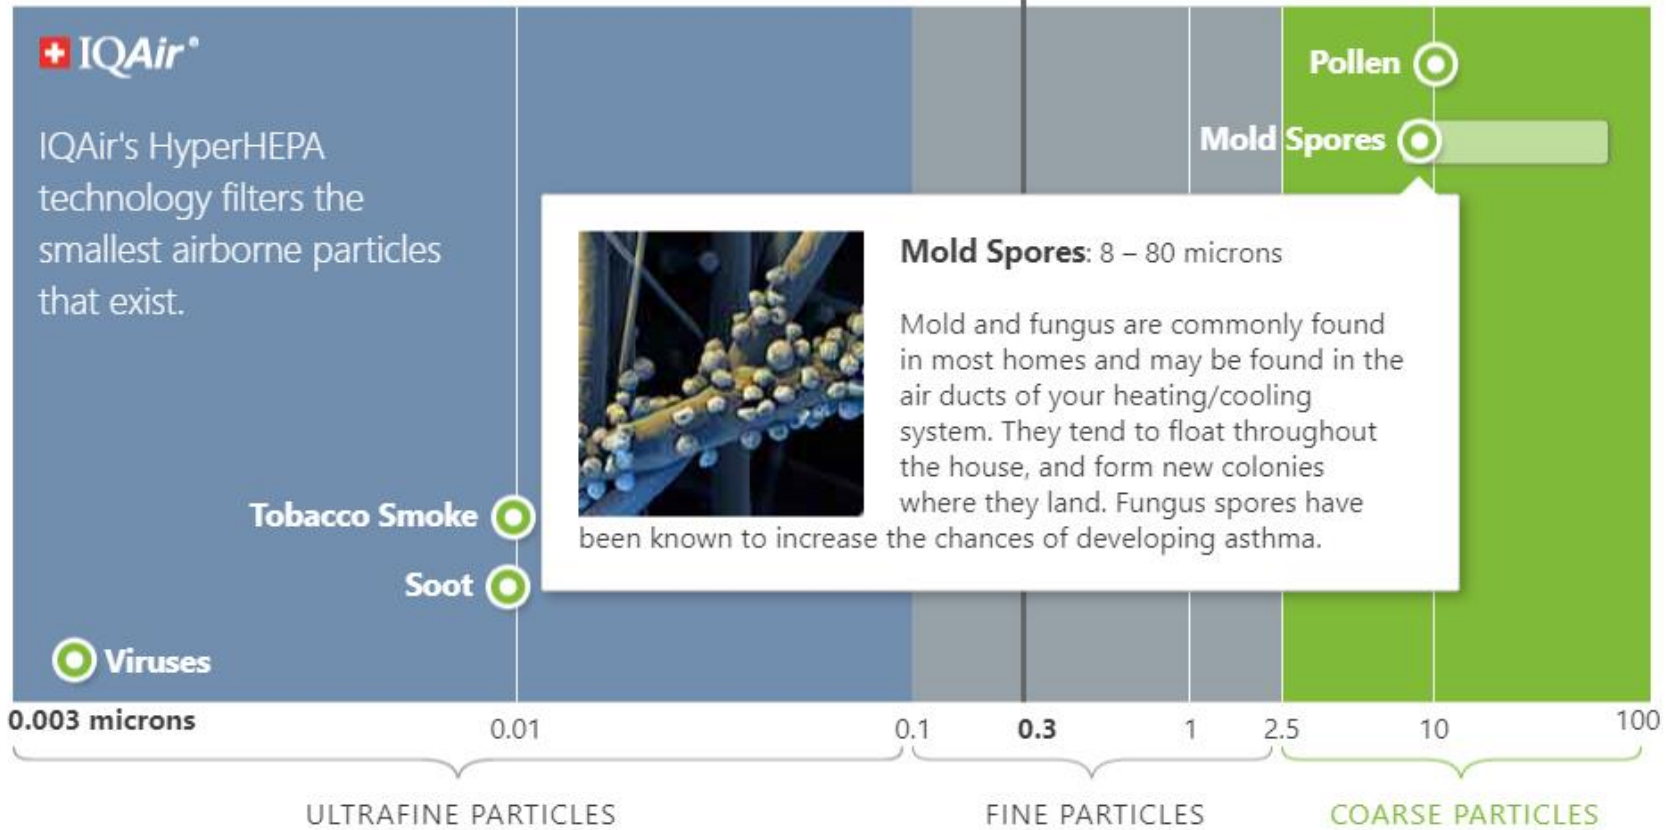 IQAir®
IQAir's HyperHEPA
technology filters the
smallest airborne particles
that exist.
Pollen
Mold Spores
Mold Spores: 8 – 80 microns
Mold and fungus are commonly found
in most homes and may be found in the
air ducts of your heating/cooling
system. They tend to float throughout
the house, and form new colonies
where they land. Fungus spores have
been known to increase the chances of developing asthma.
Tobacco Smoke
Soot
Viruses
0.003 microns
0.01
0.1
0.3
1
2.5
10
100
ULTRAFINE PARTICLES
FINE PARTICLES
COARSE PARTICLES